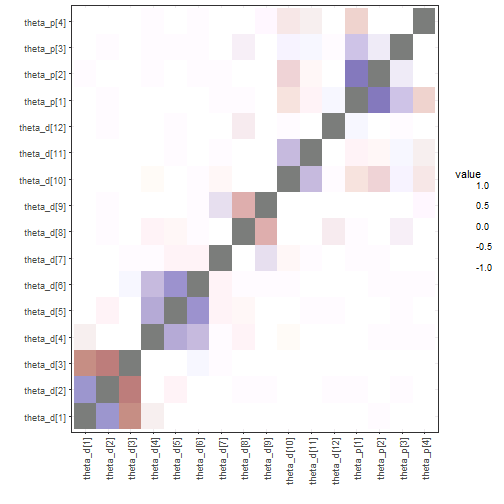 theta_p[4]
theta_p[3]
theta_p[2]
theta_p[1]
theta_d[12]
theta_d[11]
theta_d[10]
theta_d[9]
theta_d[8]
theta_d[7]
theta_d[6]
theta_d[5]
theta_d[4]
theta_d[3]
theta_d[2]
theta_d[1]
theta_d[1] theta_d[2] theta_d[3] theta_d[4] theta_d[5] theta_d[6] theta_d[7] theta_d[8] theta_d[9] theta_d[10] theta_d[11] theta_d[12] theta_p[1] theta_p[2] theta_p[3] theta_p[4]
value
1.0
0.5
0.0
-0.5
-1.0